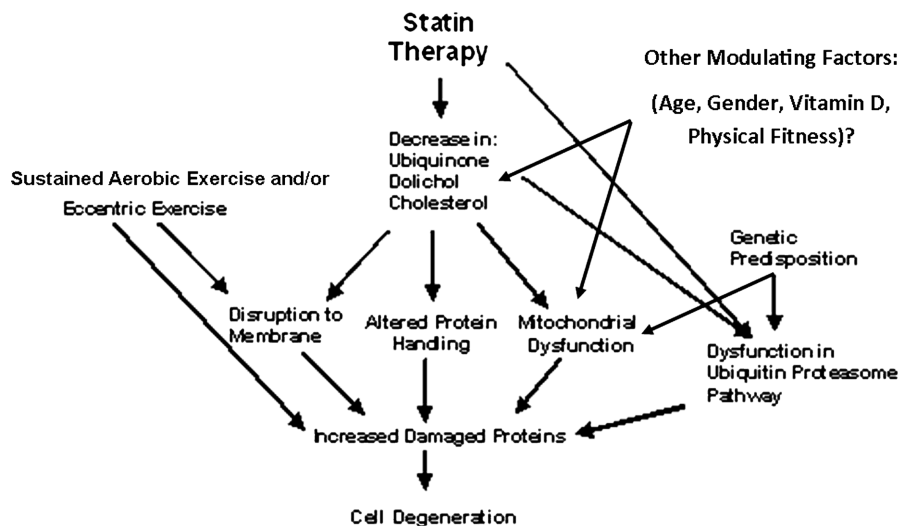 Statin
Therapy
Other Modulating Factors:
(Age, Gender, Vitamin D,
Physical Fitness)?
Decrease in:
Ubiquinone
Dolichol
Cholesterol
Sustained Aerobic Exercise and/or
Eccentric Exercise
Genetic
Predisposition
Disruption to
Membrane
Altered Protein
Handling
Mitochondrial
Dysfunction
Dysfunction in
Ubiquitin Proteasome
Pathway
Increased Damaged Proteins
Cell Degeneration